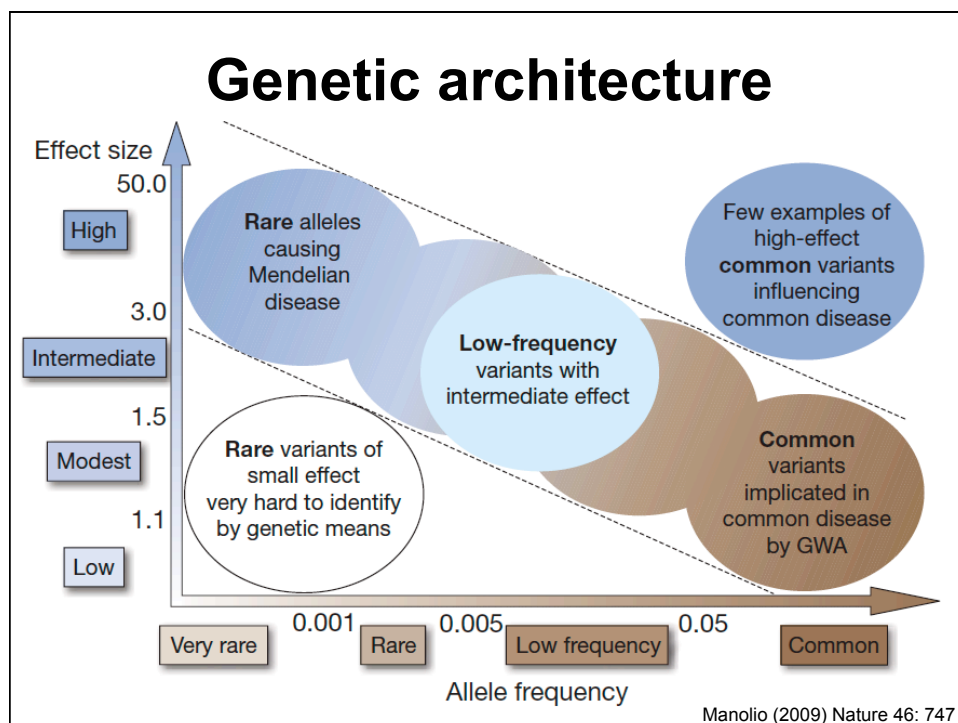 Genetic architecture
Effect size
50.0
High
3.0
Intermediate
1.5
Modest
1.1
Low
Rare alleles
causing
Mendelian
disease
Few examples of
high-effect
common variants
influencing
common disease
Low-frequency
variants with
intermediate effect
Rare variants of
small effect
very hard to identify
by genetic means
Common
variants
implicated in
common disease
by GWA
0.001
0.005
0.05
Very rare
Rare
Low frequency
Common
Allele frequency
Manolio (2009) Nature 46: 747